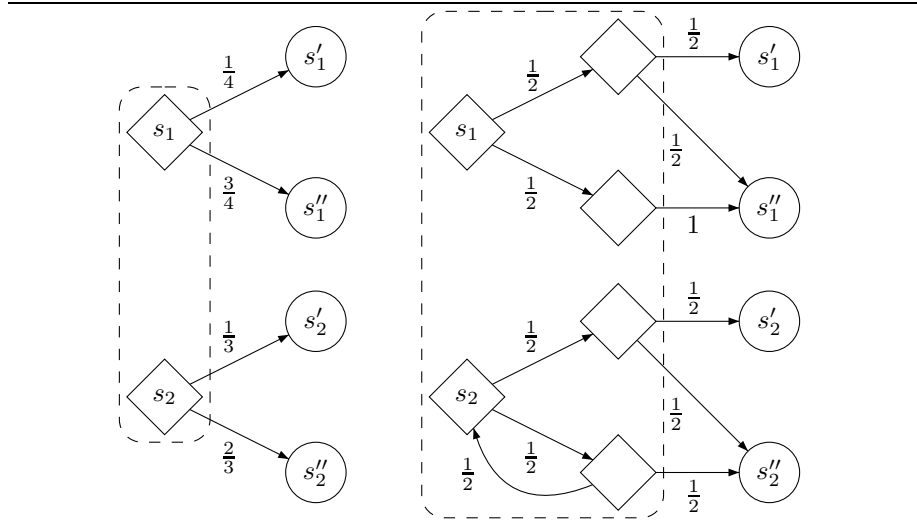 1/2
s′₁
1/4
1/2
s′₁
s₁
s₁
1/2
3/4
1/2
s″₁
s″₁
1
1/2
s′₂
1/3
1/2
s′₂
s₂
s₂
1/2
2/3
1/2
1/2
s″₂
s″₂
1/2